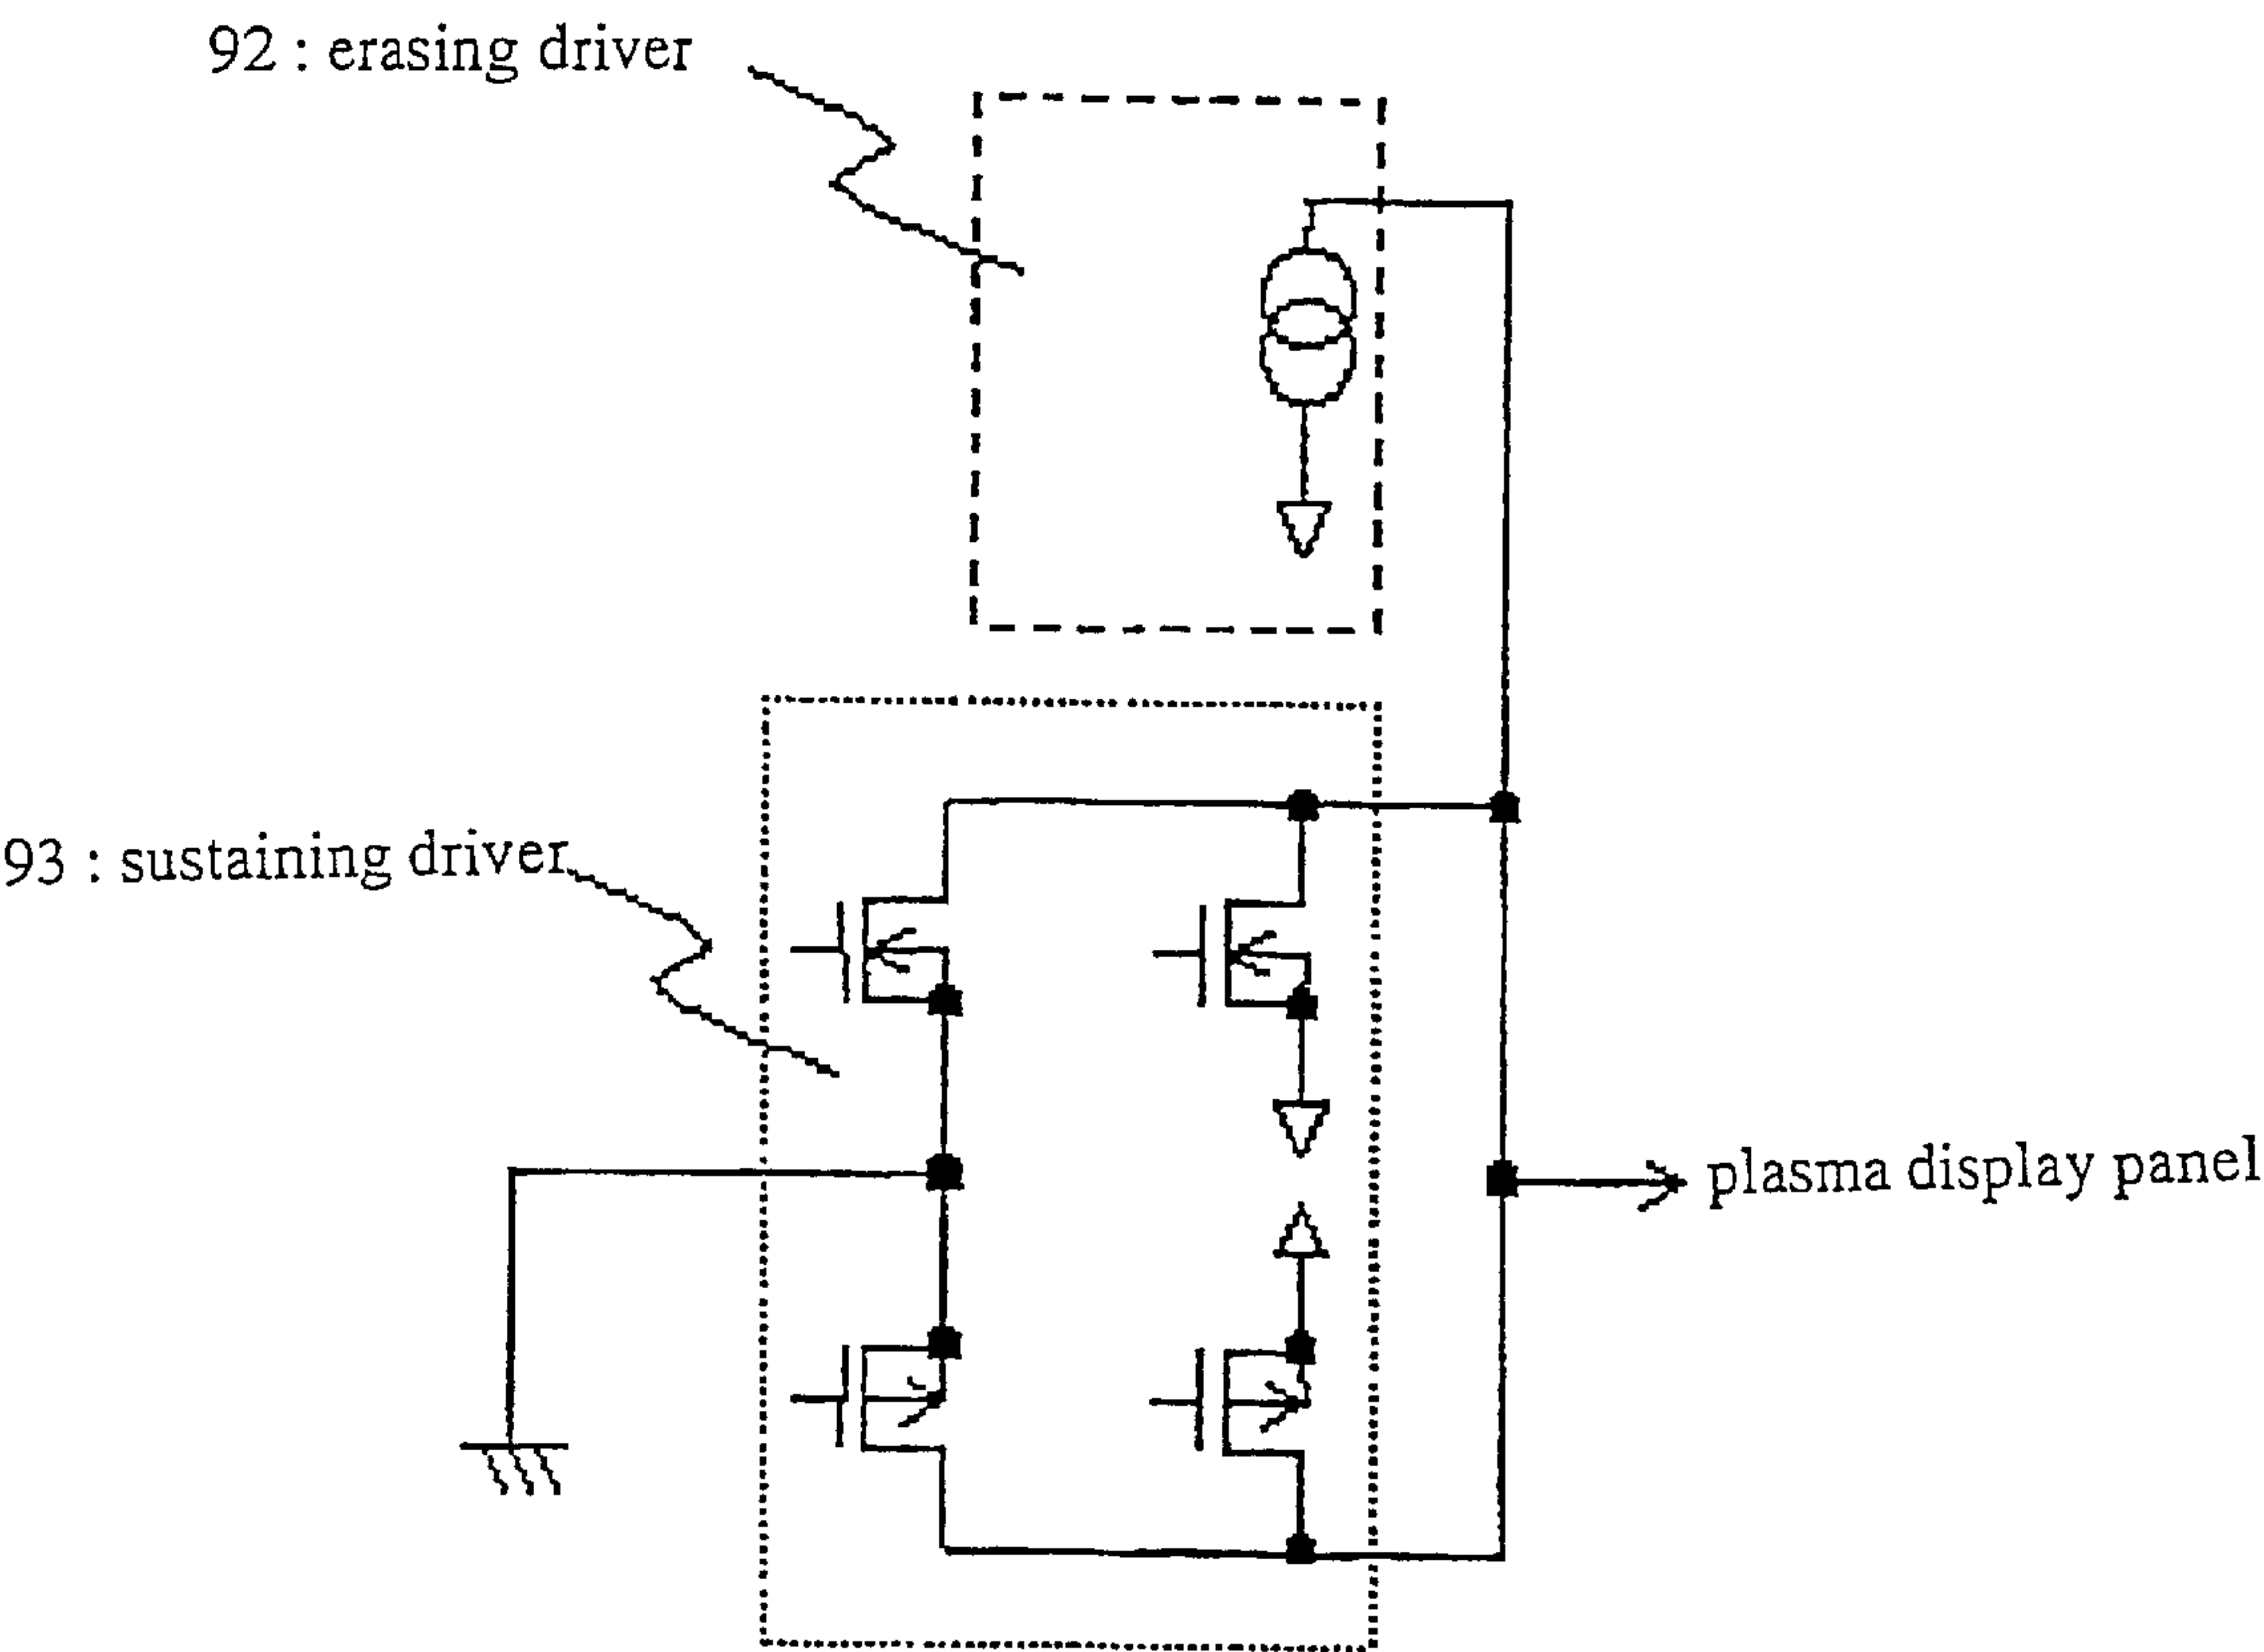 92 : erasing driver
93 : sustaining driver
plasma display panel